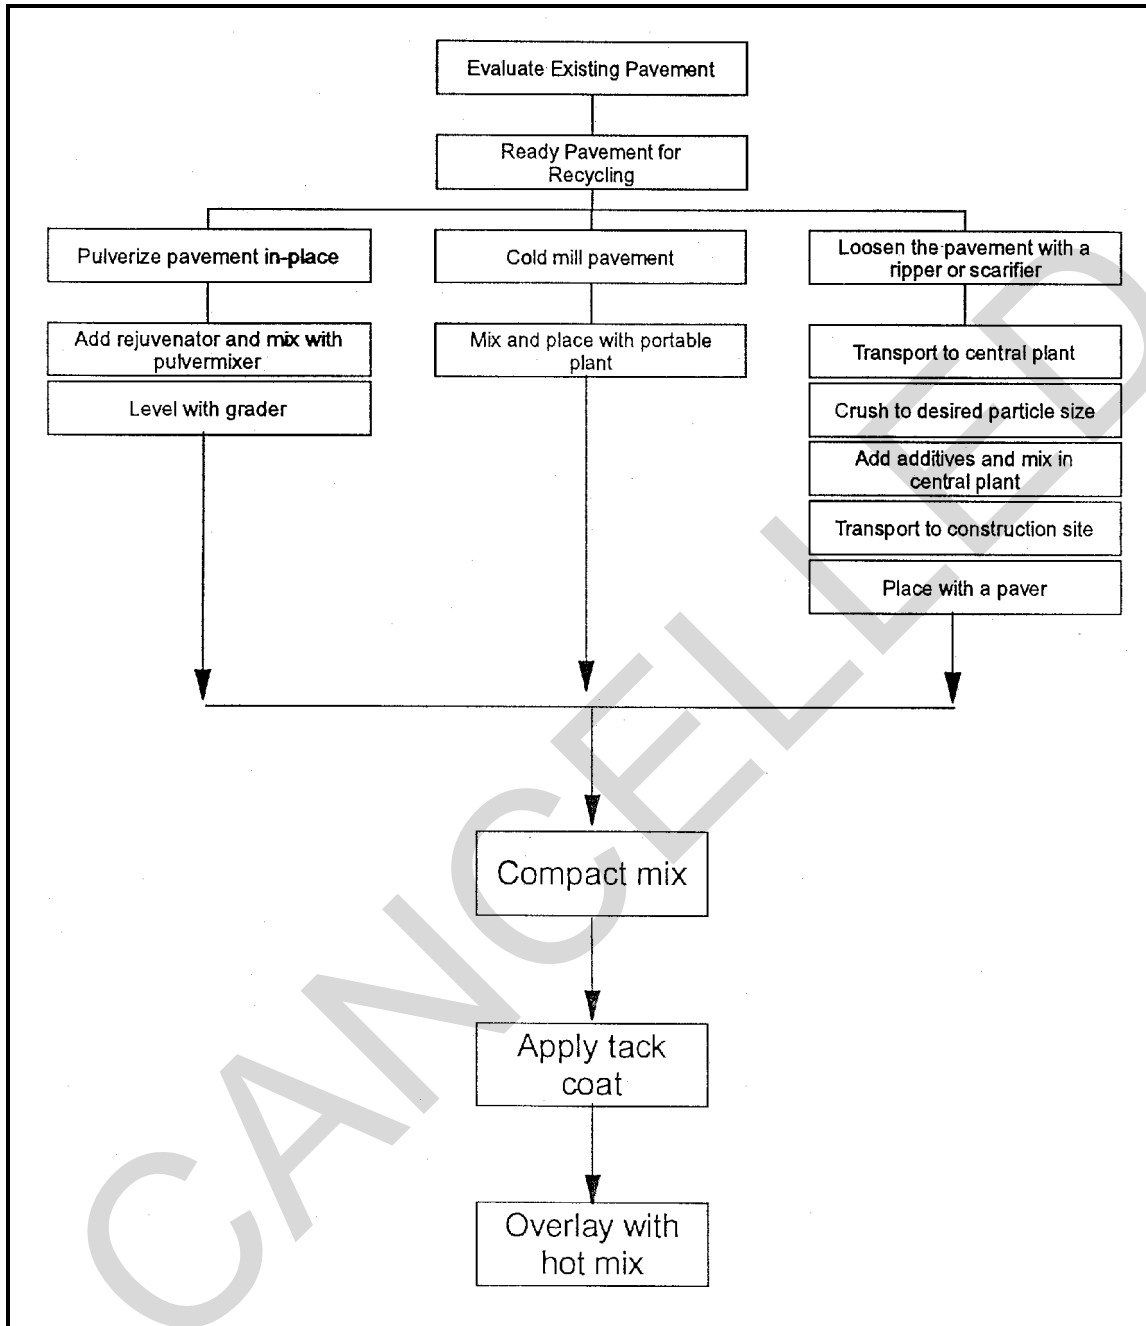 Evaluate Existing Pavement
Ready Pavement for
Recycling
Pulverize pavement in-place
Add rejuvenator and mix with
pulvermixer
Level with grader
Cold mill pavement
Mix and place with portable
plant
Loosen the pavement with a
ripper or scarifier
Transport to central plant
Crush to desired particle size
Add additives and mix in
central plant
Transport to construction site
Place with a paver
Compact mix
Apply tack
coat
Overlay with
hot mix
CANCELLED